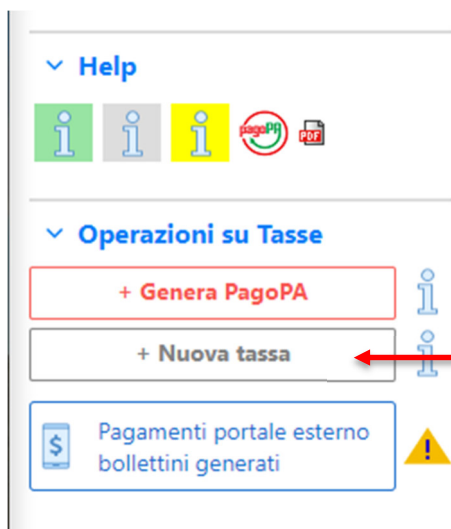 Help
pagoPA
PDF
Operazioni su Tasse
+ Genera PagoPA
+ Nuova tassa
Pagamenti portale esterno
bollettini generati